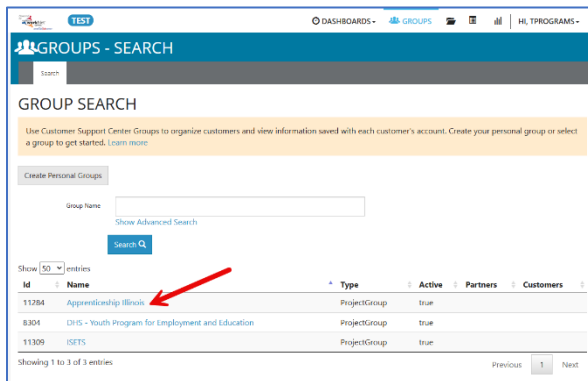 TEST
DASHBOARDS
GROUPS
HI, TPROGRAMS
GROUPS - SEARCH
Search
GROUP SEARCH
Use Customer Support Center Groups to organize customers and view information saved with each customer's account. Create your personal group or select
a group to get started. Learn more
Create Personal Groups
Group Name
Show Advanced Search
Search
Show 50 entries
Id Name Type Active Partners Customers
11284 Apprenticeship Illinois ProjectGroup true
8304 DHS - Youth Program for Employment and Education ProjectGroup true
11309 ISETS ProjectGroup true
Showing 1 to 3 of 3 entries
Previous 1 Next